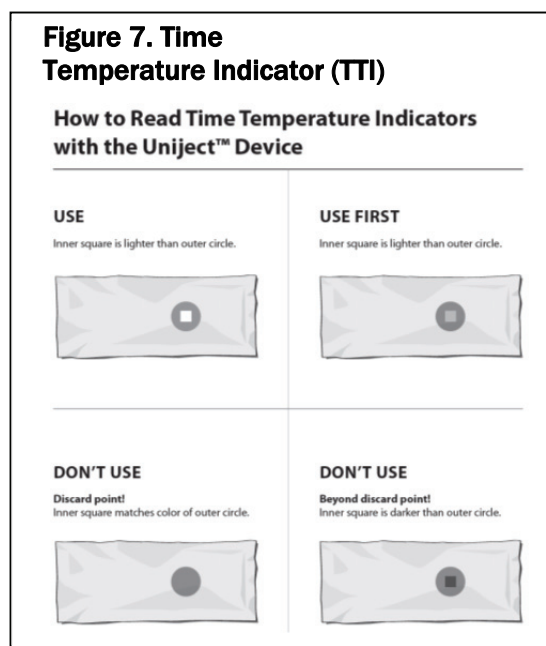 Figure 7. Time
Temperature Indicator (TTI)
How to Read Time Temperature Indicators
with the Uniject™ Device
USE
Inner square is lighter than outer circle.
USE FIRST
Inner square is lighter than outer circle.
DON'T USE
Discard point!
Inner square matches color of outer circle.
DON'T USE
Beyond discard point!
Inner square is darker than outer circle.